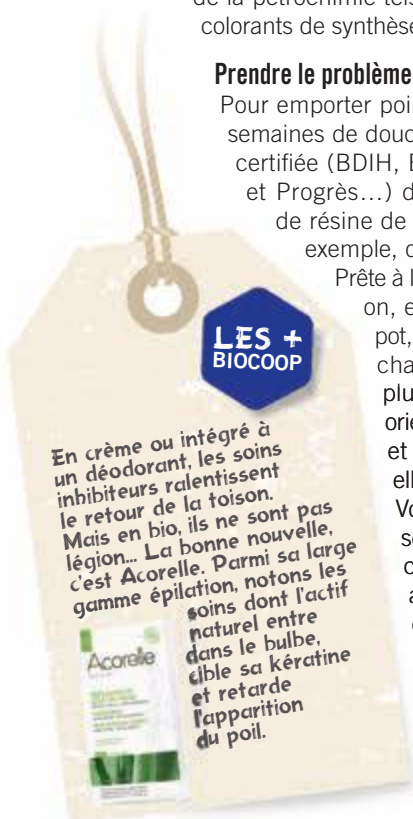 de la pétrochimie tels
colorants de synthèse
Prendre le problème
Pour emporter poi
semaines de douc
certifiée (BDIH, E
et Progrès…) d
de résine de
exemple, c
Prête à l
on, e
pot,
cha
plu
orie
et
ell
Vo
se
c
a
LES +
BIOCOOP
En crème ou intégré à
un déodorant, les soins
inhibiteurs ralentissent
le retour de la toison.
Mais en bio, ils ne sont pas
légion... La bonne nouvelle,
c'est Acorelle. Parmi sa large
gamme épilation, notons les
soins dont l'actif
naturel entre
dans le bulbe,
cible sa kératine
et retarde
l'apparition
du poil.
Acorelle